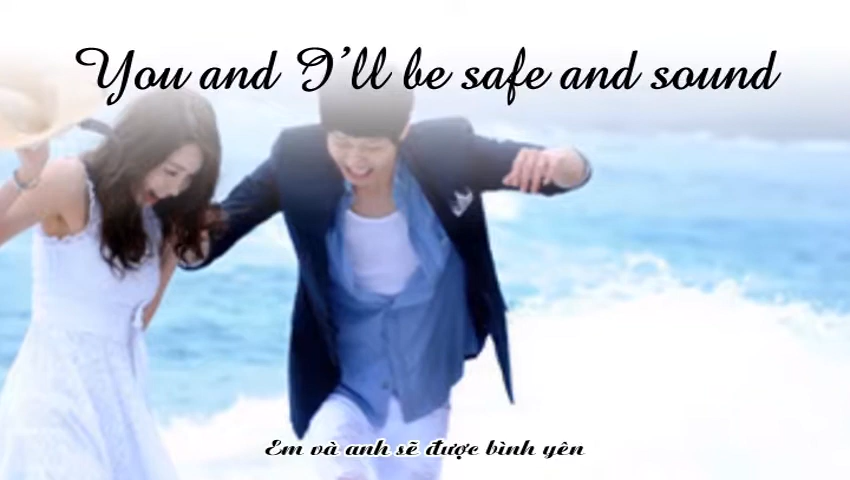 You and I'll be safe and sound
Em và anh sẽ được bình yên